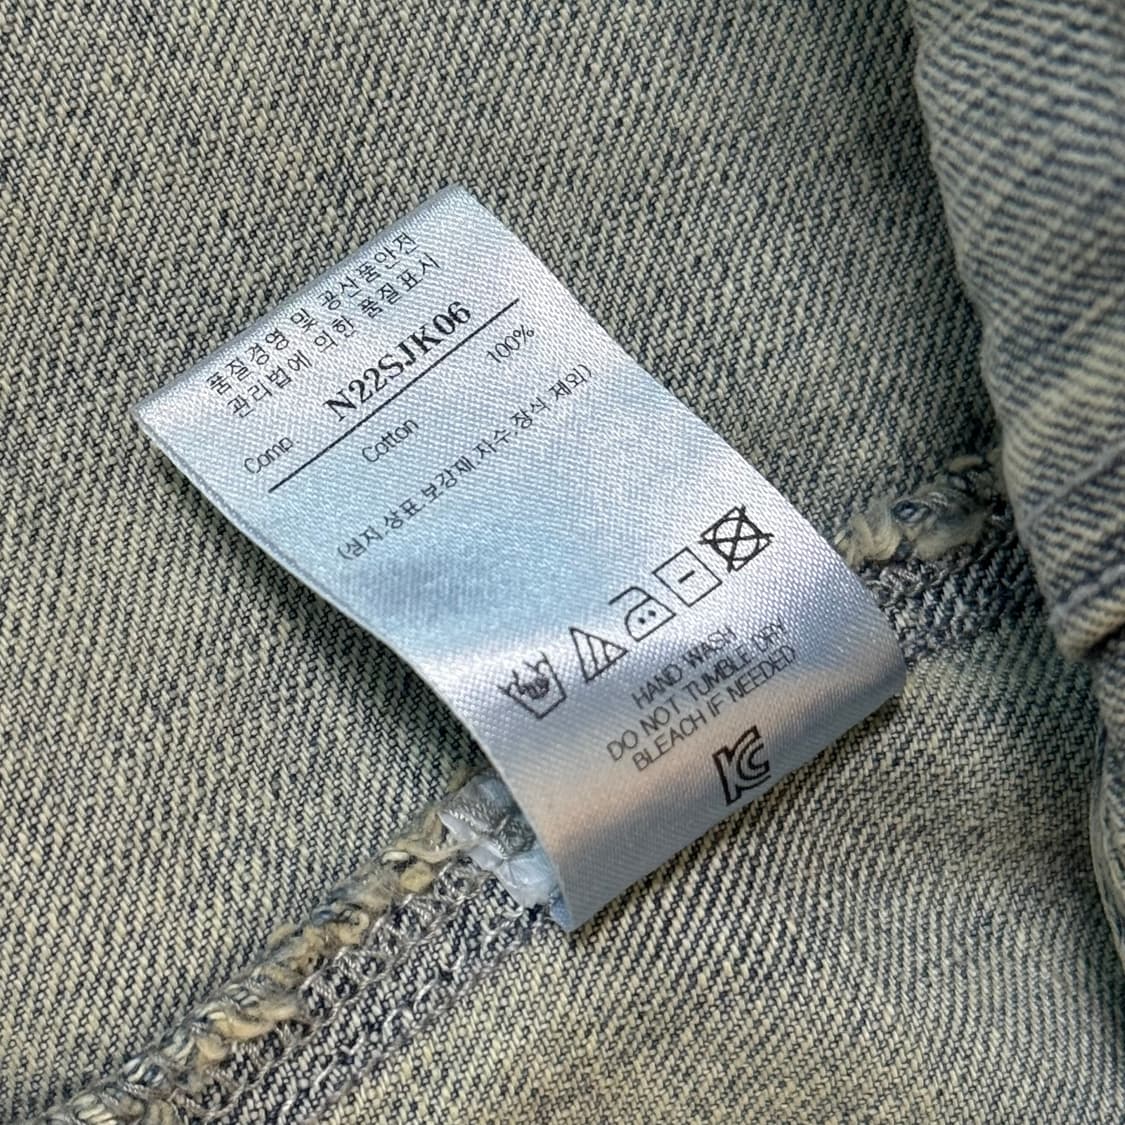 품질경영 및 공산품안전
관리법에 의한 품질표시
N22SJK06
Comp. Cotton 100%
(심지.상표.보강재.자수.장식 제외)
HAND WASH
DO NOT TUMBLE DRY
BLEACH IF NEEDED)
KC